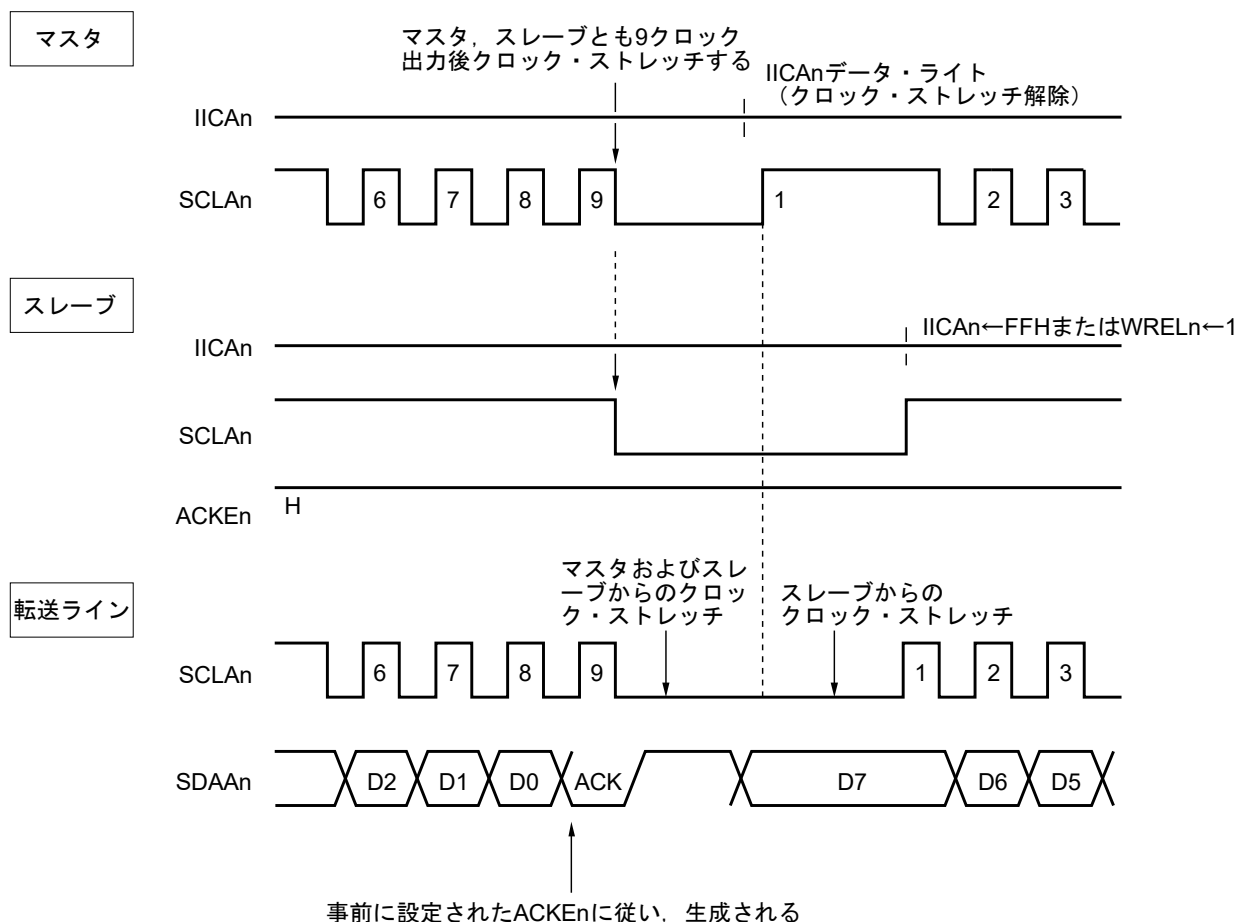 マスタ
マスタ，スレーブとも9クロック
出力後クロック・ストレッチする
IICAnデータ・ライト
（クロック・ストレッチ解除）
IICAn
SCLAn
6 7 8 9 1 2 3
スレーブ
IICAn←FFHまたはWRELn←1
IICAn
SCLAn
ACKEn
H
転送ライン
マスタおよびスレ
ーブからのクロッ
ク・ストレッチ
スレーブからの
クロック・ストレッチ
SCLAn
6 7 8 9 1 2 3
SDAAn
D2 D1 D0 ACK D7 D6 D5
事前に設定されたACKEnに従い，生成される